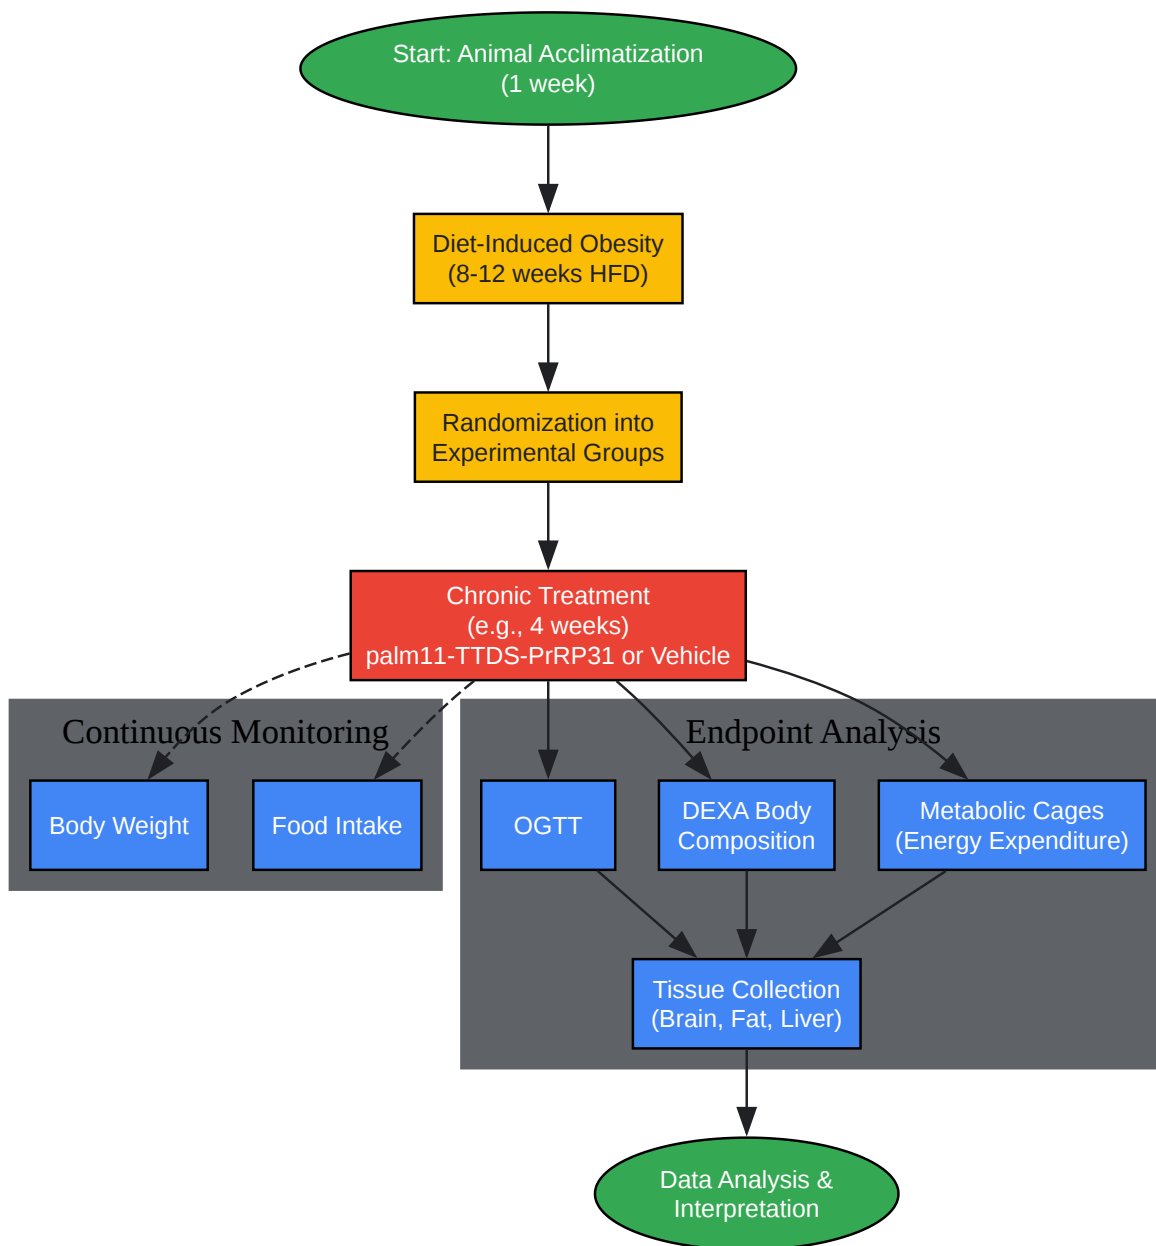 Start: Animal Acclimatization
(1 week)
Diet-Induced Obesity
(8-12 weeks HFD)
Randomization into
Experimental Groups
Chronic Treatment
(e.g., 4 weeks)
palm11-TTDS-PrRP31 or Vehicle
Continuous Monitoring
Body Weight
Food Intake
Endpoint Analysis
OGTT
DEXA Body
Composition
Metabolic Cages
(Energy Expenditure)
Tissue Collection
(Brain, Fat, Liver)
Data Analysis &
Interpretation